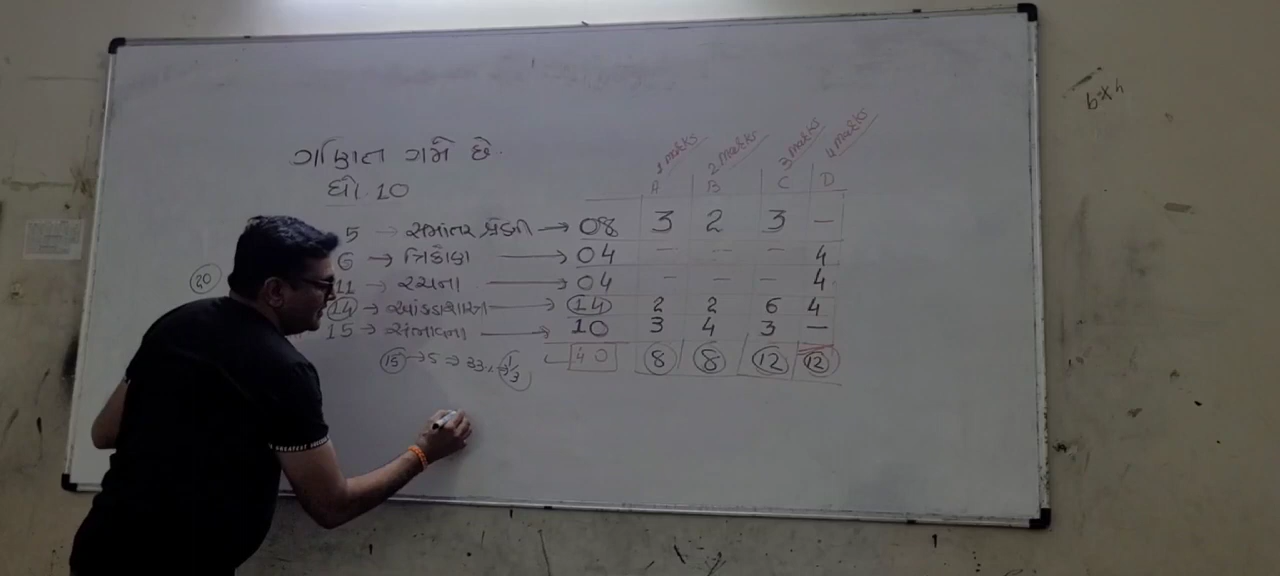 ગણિત ગમે છે.
ધો. 10
1 marks 2 marks 3 marks 4 marks
A B C D
5 → સમાંતર શ્રેણી → 08 3 2 3 –
6 → ત્રિકોણ → 04 – – – 4
11 → રચના → 04 – – – 4
14 → આંકડાશાસ્ત્ર → 14 2 2 6 4
15 → સંભાવના → 10 3 4 3 –
15 → 5 ⇒ 33% → 1/3 40 8 8 12 12
20